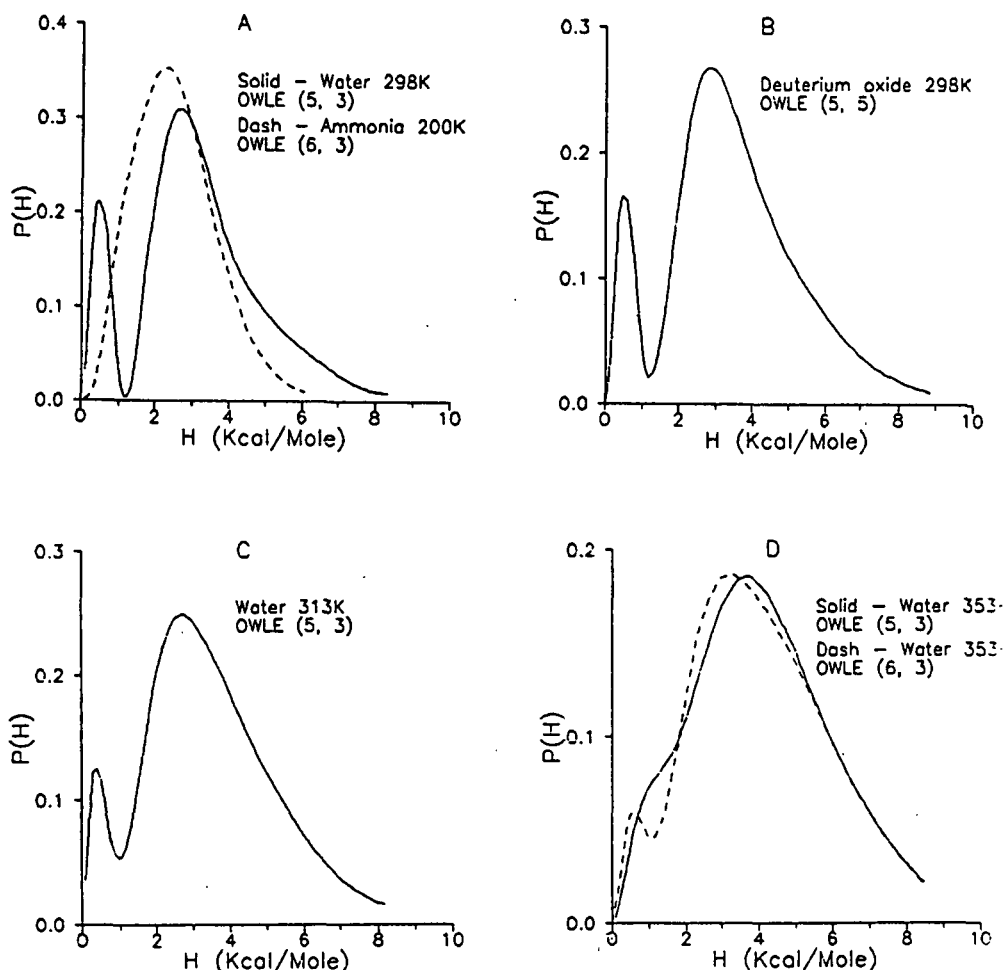 A
0.4
0.3
0.2
0.1
0.0
P(H)
Solid – Water 298K
OWLE (5, 3)
Dash – Ammonia 200K
OWLE (6, 3)
0 2 4 6 8 10
H (Kcal/Mole)
B
0.3
0.2
0.1
0.0
P(H)
Deuterium oxide 298K
OWLE (5, 5)
0 2 4 6 8 10
H (Kcal/Mole)
C
0.3
0.2
0.1
0.0
P(H)
Water 313K
OWLE (5, 3)
0 2 4 6 8 10
H (Kcal/Mole)
D
0.2
0.1
0.0
P(H)
Solid – Water 353
OWLE (5, 3)
Dash – Water 353
OWLE (6, 3)
0 2 4 6 8 10
H (Kcal/Mole)